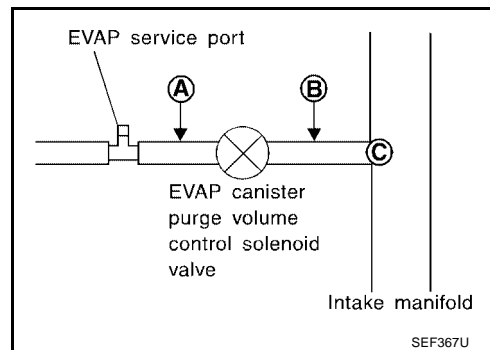 EVAP service port
A
B
C
EVAP canister
purge volume
control solenoid
valve
Intake manifold
SEF367U